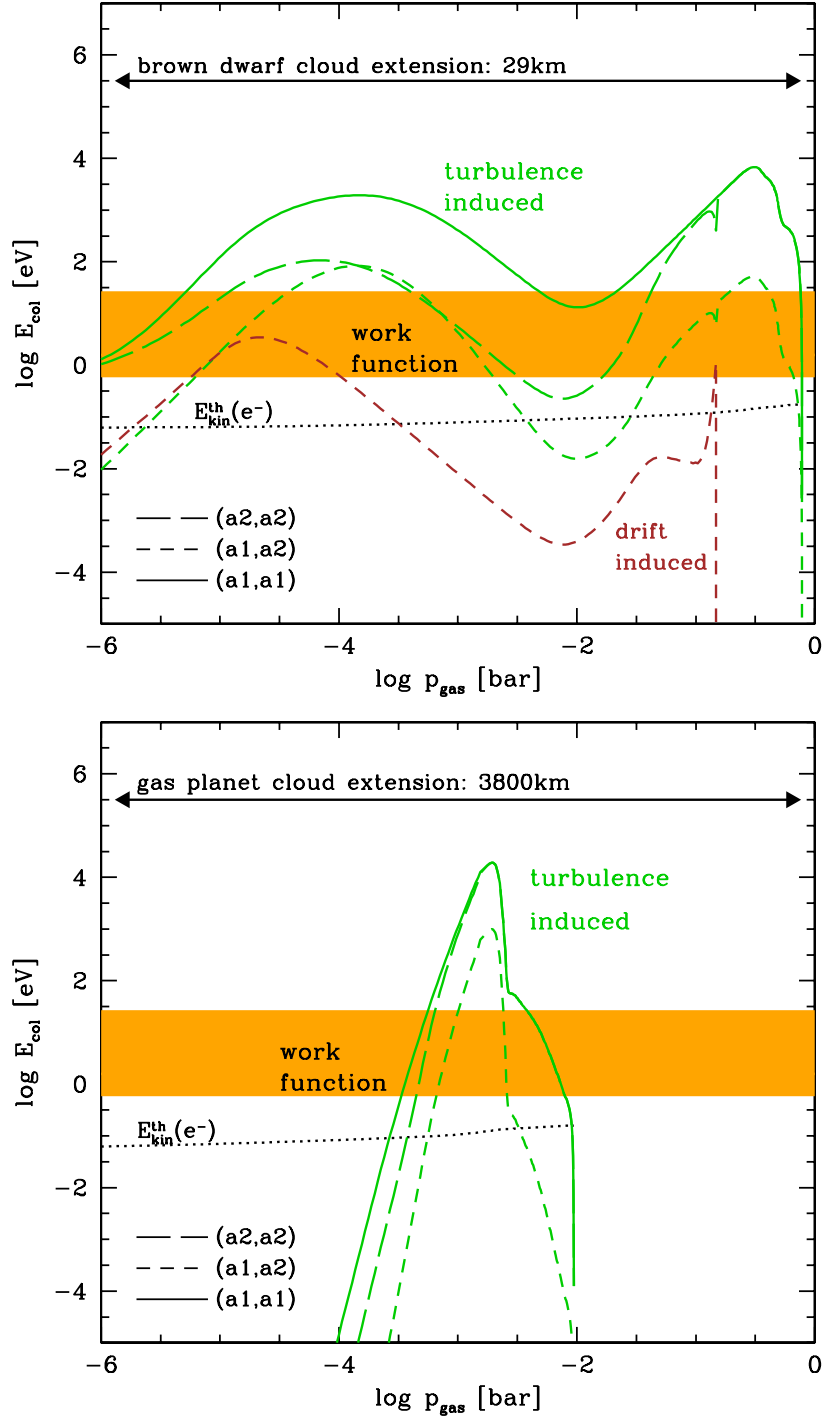 brown dwarf cloud extension: 29km
turbulence
induced
work
function
E^th_kin(e⁻)
(a2,a2)
(a1,a2)
(a1,a1)
drift
induced
log E_col [eV]
6
4
2
0
−2
−4
−6
−4
−2
0
log p_gas [bar]
gas planet cloud extension: 3800km
turbulence
induced
work
function
E^th_kin(e⁻)
(a2,a2)
(a1,a2)
(a1,a1)
log E_col [eV]
6
4
2
0
−2
−4
−6
−4
−2
0
log p_gas [bar]